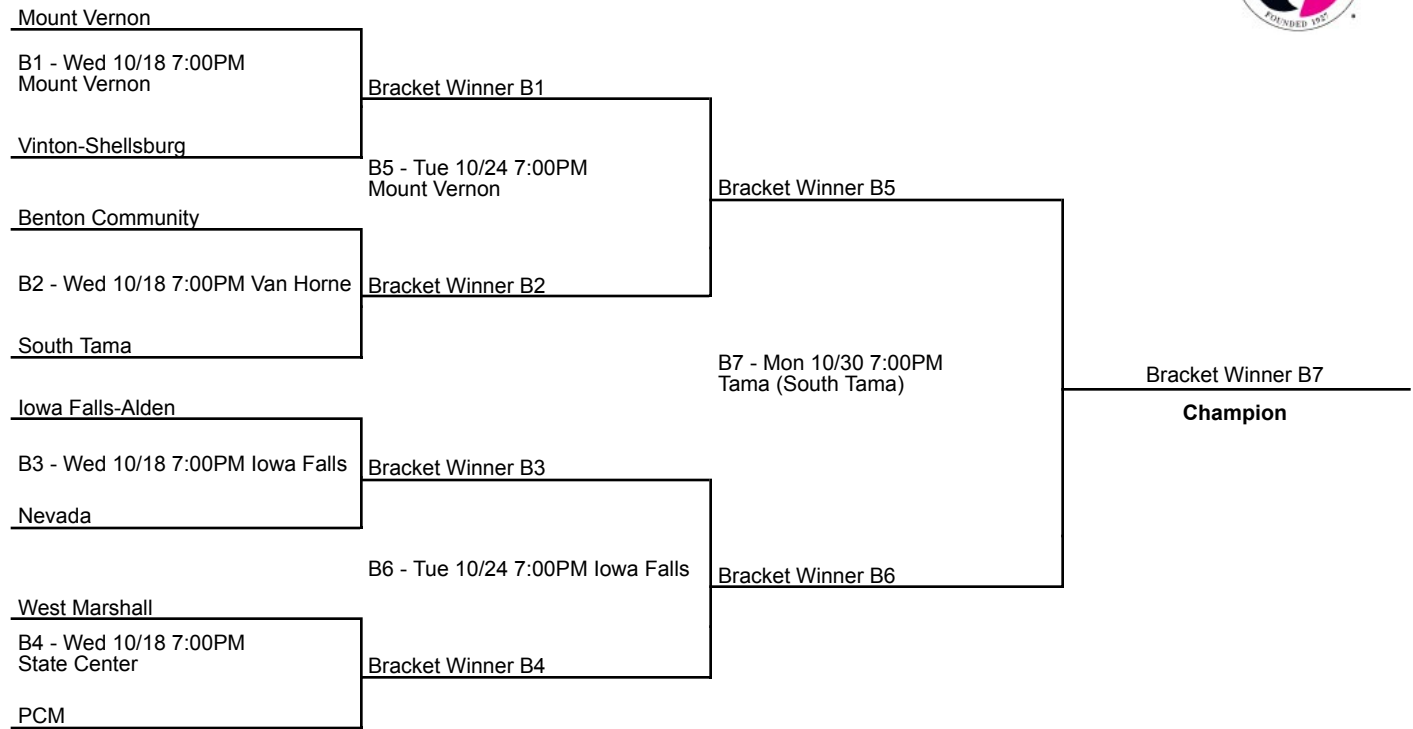 FOUNDED 1927
Mount Vernon
B1 - Wed 10/18 7:00PM
Mount Vernon
Bracket Winner B1
Vinton-Shellsburg
B5 - Tue 10/24 7:00PM
Mount Vernon
Bracket Winner B5
Benton Community
B2 - Wed 10/18 7:00PM Van Horne
Bracket Winner B2
South Tama
B7 - Mon 10/30 7:00PM
Tama (South Tama)
Bracket Winner B7
Champion
Iowa Falls-Alden
B3 - Wed 10/18 7:00PM Iowa Falls
Bracket Winner B3
Nevada
B6 - Tue 10/24 7:00PM Iowa Falls
Bracket Winner B6
West Marshall
B4 - Wed 10/18 7:00PM
State Center
Bracket Winner B4
PCM